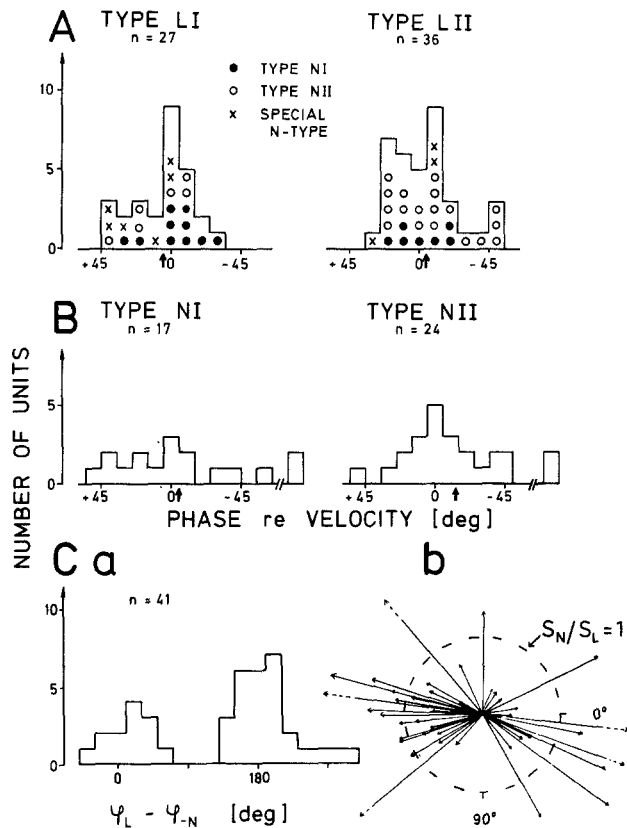 A
TYPE LI
n = 27
TYPE LII
n = 36
● TYPE NI
○ TYPE NII
x SPECIAL
N-TYPE
10
5
0
+45 0 -45
+45 0 -45
B
TYPE NI
n = 17
TYPE NII
n = 24
NUMBER OF UNITS
5
0
+45 0 -45
+45 0 -45
PHASE re VELOCITY [deg]
C a
n = 41
10
5
0
0 180
φL - φ-N [deg]
b
SN/SL = 1
0°
90°